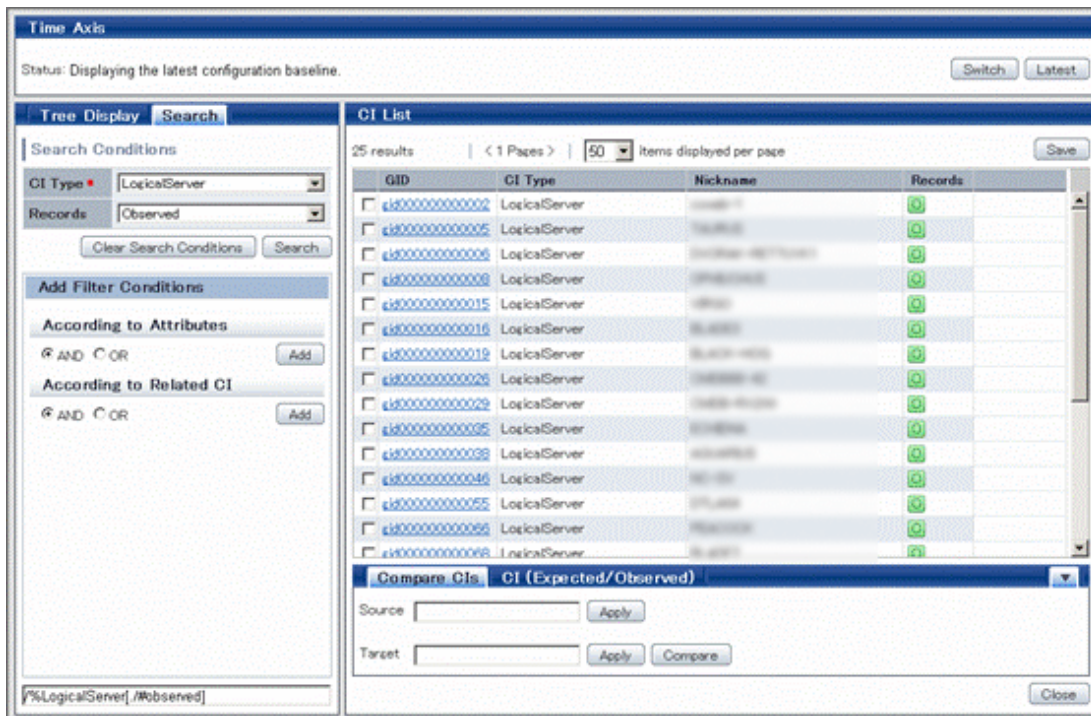 Time Axis
Status: Displaying the latest configuration baseline.
Switch Latest
Tree Display Search
Search Conditions
CI Type LogicalServer
Records Observed
Clear Search Conditions Search
Add Filter Conditions
According to Attributes
AND OR Add
According to Related CI
AND OR Add
/%LogicalServer[./#observed]
CI List
25 results | < 1 Pages > | 50 items displayed per page Save
GID CI Type Nickname Records
gid000000000002 LogicalServer
gid000000000005 LogicalServer
gid000000000006 LogicalServer
gid000000000008 LogicalServer
gid000000000015 LogicalServer
gid000000000016 LogicalServer
gid000000000019 LogicalServer
gid000000000026 LogicalServer
gid000000000029 LogicalServer
gid000000000035 LogicalServer
gid000000000038 LogicalServer
gid000000000046 LogicalServer
gid000000000055 LogicalServer
gid000000000066 LogicalServer
gid000000000068 LogicalServer
Compare CIs CI (Expected/Observed)
Source Apply
Target Apply Compare
Close